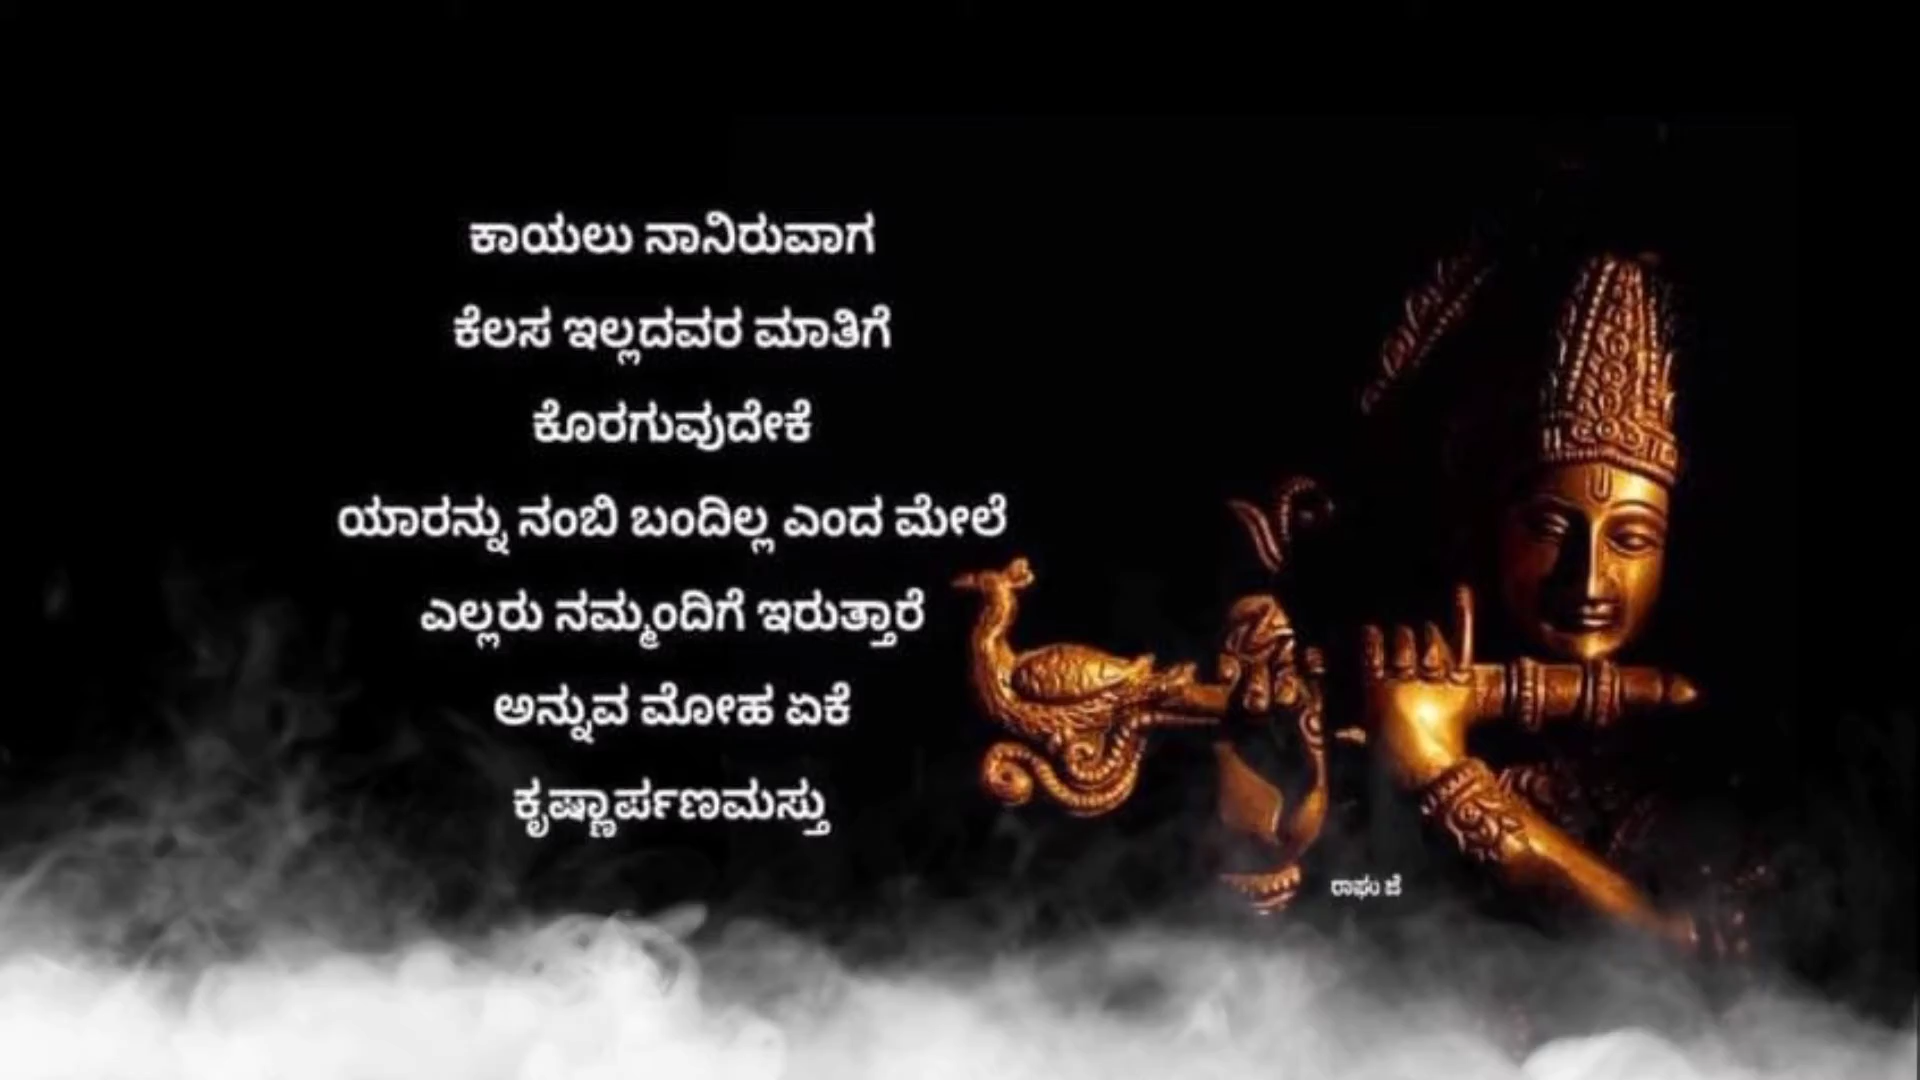 ಕಾಯಲು ನಾನಿರುವಾಗ
ಕೆಲಸ ಇಲ್ಲದವರ ಮಾತಿಗೆ
ಕೊರಗುವುದೇಕೆ
ಯಾರನ್ನು ನಂಬಿ ಬಂದಿಲ್ಲ ಎಂದ ಮೇಲೆ
ಎಲ್ಲರು ನಮ್ಮಂದಿಗೆ ಇರುತ್ತಾರೆ
ಅನ್ನುವ ಮೋಹ ಏಕೆ
ಕೃಷ್ಣಾರ್ಪಣಮಸ್ತು
ರಾಘು ಜೆ